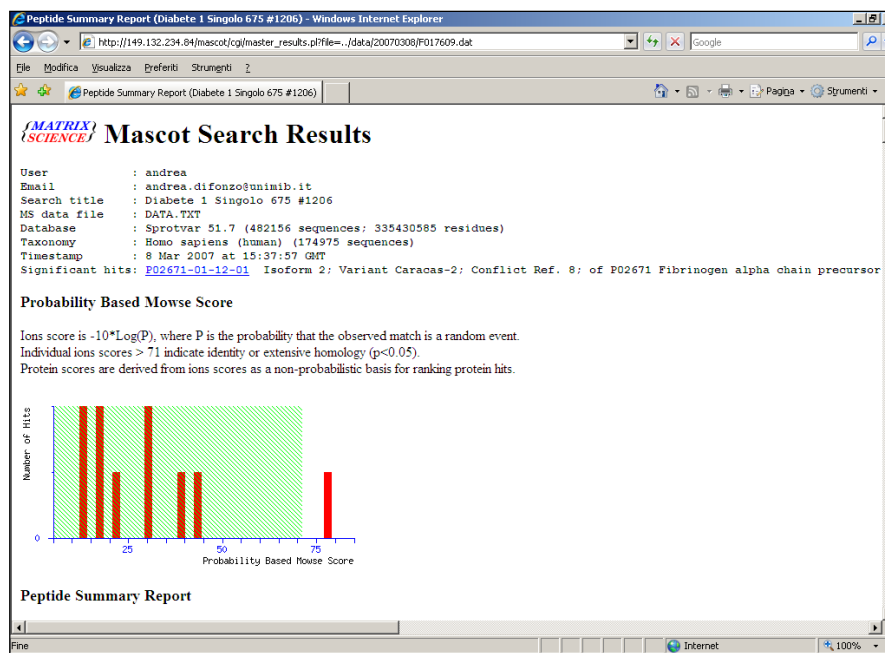 Peptide Summary Report (Diabete 1 Singolo 675 #1206) - Windows Internet Explorer
http://149.132.234.84/mascot/cgi/master_results.pl?file=../data/20070308/F017609.dat
Google
File Modifica Visualizza Preferiti Strumenti ?
Peptide Summary Report (Diabete 1 Singolo 675 #1206)
Pagina
Strumenti
{MATRIX SCIENCE} Mascot Search Results
User : andrea
Email : andrea.difonzo@unimib.it
Search title : Diabete 1 Singolo 675 #1206
MS data file : DATA.TXT
Database : Sprotvar 51.7 (482156 sequences; 335430585 residues)
Taxonomy : Homo sapiens (human) (174975 sequences)
Timestamp : 8 Mar 2007 at 15:37:57 GMT
Significant hits: P02671-01-12-01 Isoform 2; Variant Caracas-2; Conflict Ref. 8; of P02671 Fibrinogen alpha chain precursor
Probability Based Mowse Score
Ions score is -10*Log(P), where P is the probability that the observed match is a random event.
Individual ions scores > 71 indicate identity or extensive homology (p<0.05).
Protein scores are derived from ions scores as a non-probabilistic basis for ranking protein hits.
Number of Hits
0
25 50 75
Probability Based Mowse Score
Peptide Summary Report
Fine
Internet
100%